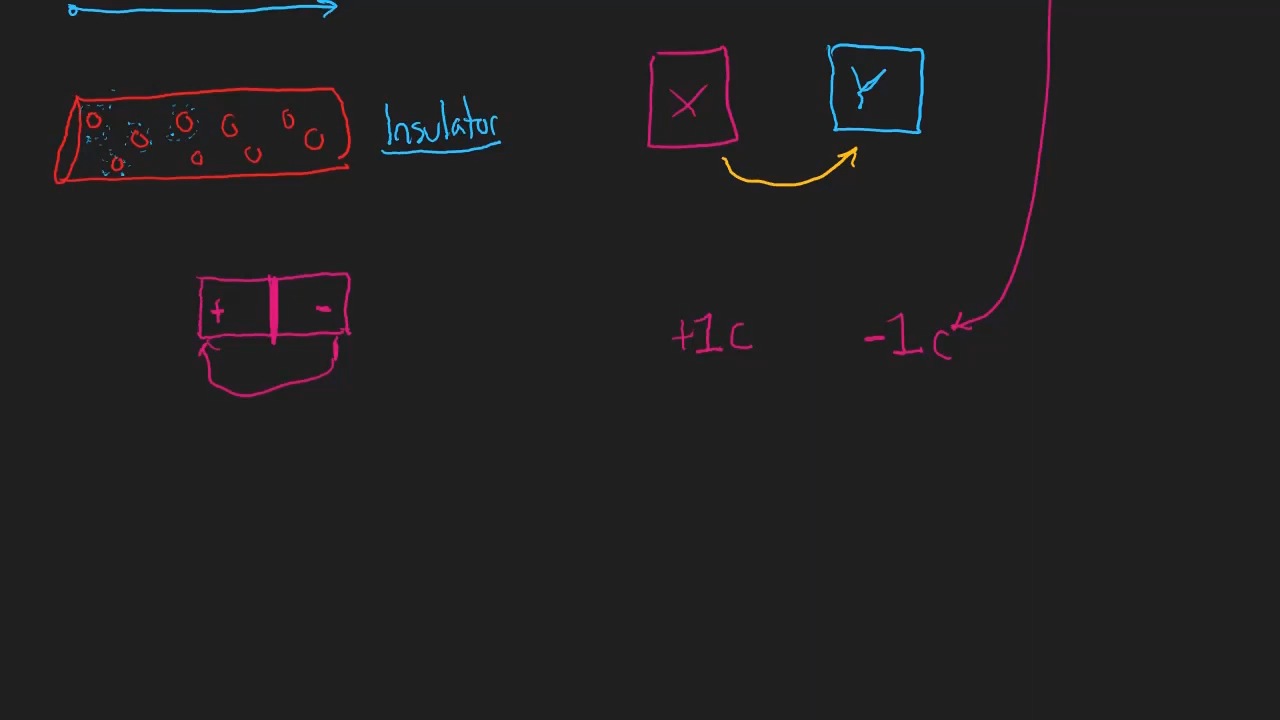 Insulator
X
Y
+ -
+1c -1c